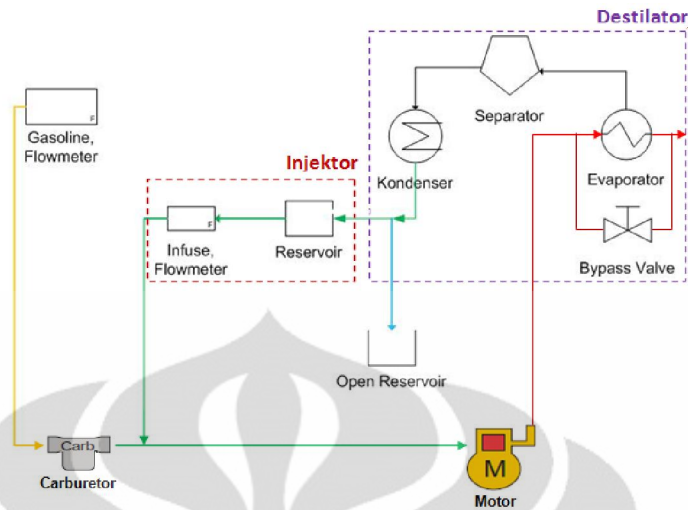 Destilator
Gasoline,
Flowmeter
F
Separator
Kondenser
Evaporator
Injektor
Infuse,
Flowmeter
F
Reservoir
Bypass Valve
Open Reservoir
Carb
Carburetor
M
Motor